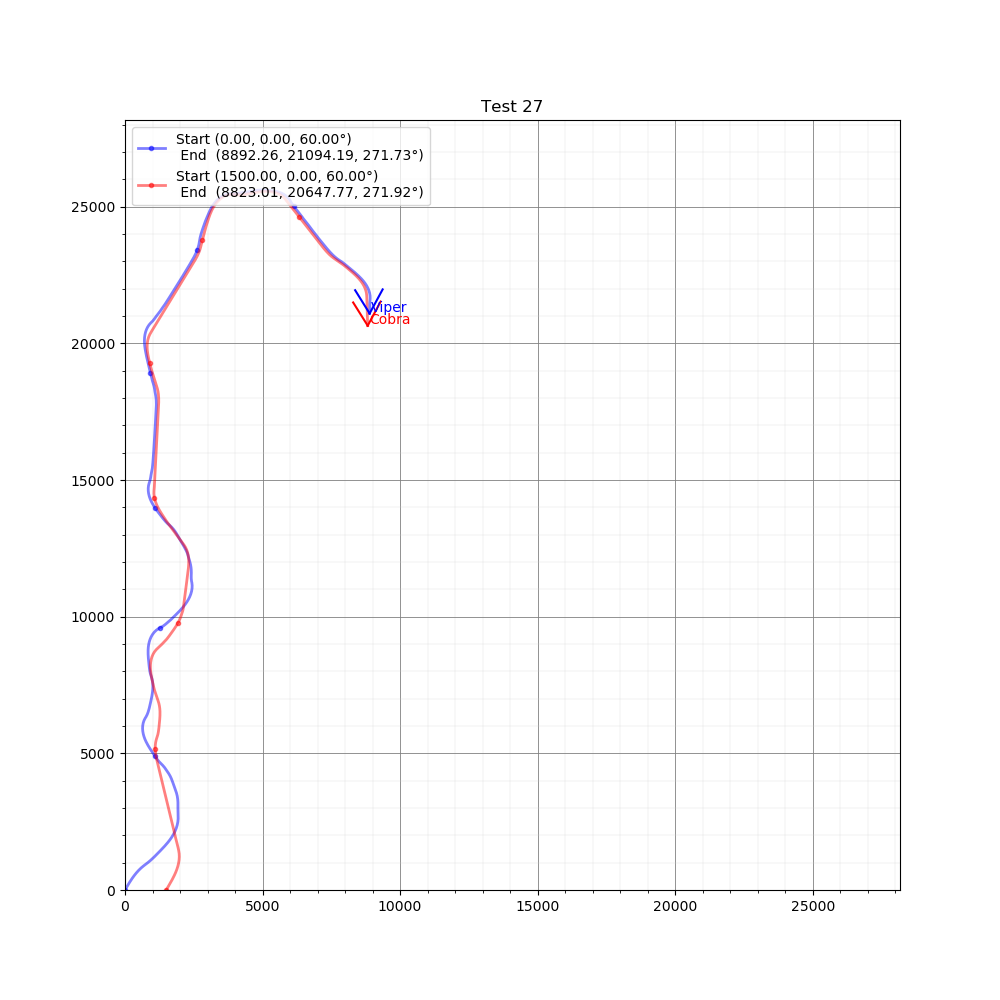 Test 27
Start (0.00, 0.00, 60.00°)
End (8892.26, 21094.19, 271.73°)
Start (1500.00, 0.00, 60.00°)
End (8823.01, 20647.77, 271.92°)
25000
20000
15000
10000
5000
0
Viper
Cobra
0 5000 10000 15000 20000 25000